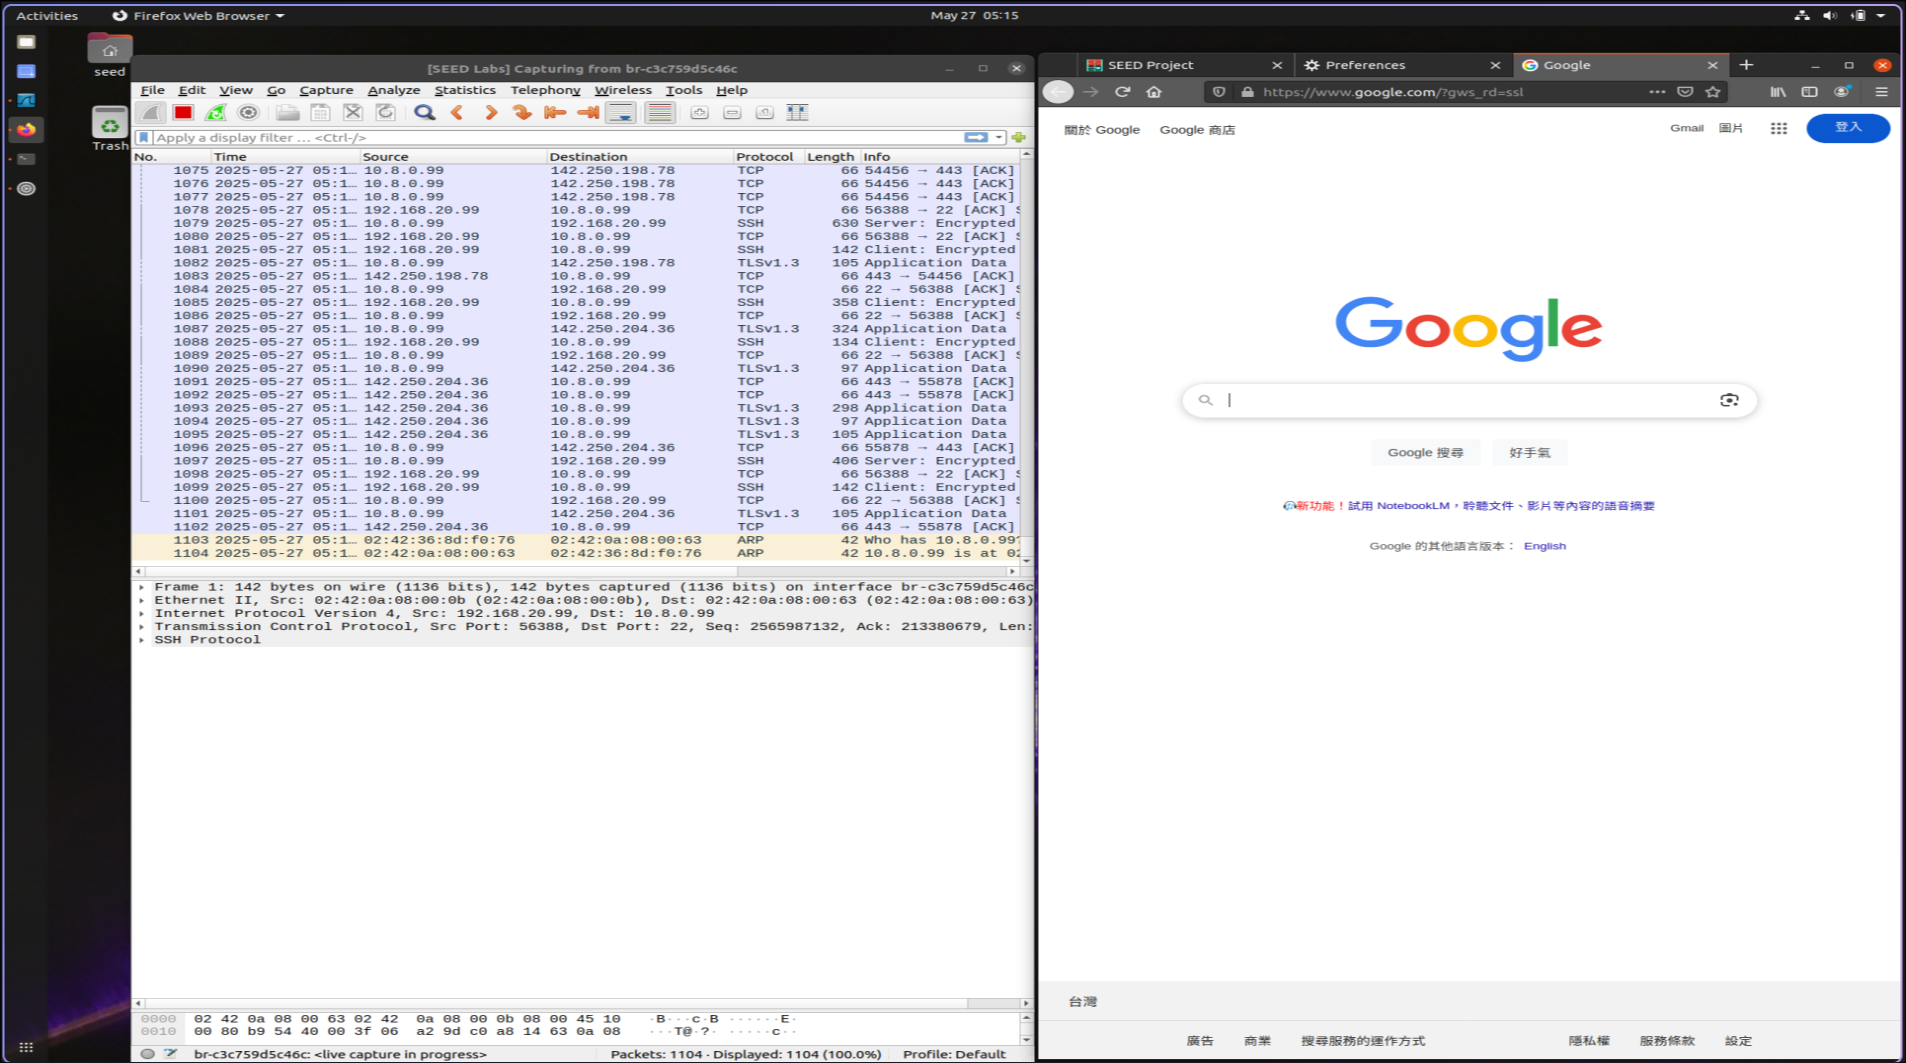 Activities
Firefox Web Browser
May 27 05:15
seed
Trash
[SEED Labs] Capturing from br-c3c759d5c46c
File Edit View Go Capture Analyze Statistics Telephony Wireless Tools Help
Apply a display filter … <Ctrl-/>
No. Time Source Destination Protocol Length Info
1075 2025-05-27 05:1… 10.8.0.99 142.250.198.78 TCP 66 54456 → 443 [ACK]
1076 2025-05-27 05:1… 10.8.0.99 142.250.198.78 TCP 66 54456 → 443 [ACK]
1077 2025-05-27 05:1… 10.8.0.99 142.250.198.78 TCP 66 54456 → 443 [ACK]
1078 2025-05-27 05:1… 192.168.20.99 10.8.0.99 TCP 66 56388 → 22 [ACK]
1079 2025-05-27 05:1… 10.8.0.99 192.168.20.99 SSH 630 Server: Encrypted
1080 2025-05-27 05:1… 192.168.20.99 10.8.0.99 TCP 66 56388 → 22 [ACK]
1081 2025-05-27 05:1… 192.168.20.99 10.8.0.99 SSH 142 Client: Encrypted
1082 2025-05-27 05:1… 10.8.0.99 142.250.198.78 TLSv1.3 105 Application Data
1083 2025-05-27 05:1… 142.250.198.78 10.8.0.99 TCP 66 443 → 54456 [ACK]
1084 2025-05-27 05:1… 10.8.0.99 192.168.20.99 TCP 66 22 → 56388 [ACK]
1085 2025-05-27 05:1… 192.168.20.99 10.8.0.99 SSH 358 Client: Encrypted
1086 2025-05-27 05:1… 10.8.0.99 192.168.20.99 TCP 66 22 → 56388 [ACK]
1087 2025-05-27 05:1… 10.8.0.99 142.250.204.36 TLSv1.3 324 Application Data
1088 2025-05-27 05:1… 192.168.20.99 10.8.0.99 SSH 134 Client: Encrypted
1089 2025-05-27 05:1… 10.8.0.99 192.168.20.99 TCP 66 22 → 56388 [ACK]
1090 2025-05-27 05:1… 10.8.0.99 142.250.204.36 TLSv1.3 97 Application Data
1091 2025-05-27 05:1… 142.250.204.36 10.8.0.99 TCP 66 443 → 55878 [ACK]
1092 2025-05-27 05:1… 142.250.204.36 10.8.0.99 TCP 66 443 → 55878 [ACK]
1093 2025-05-27 05:1… 142.250.204.36 10.8.0.99 TLSv1.3 298 Application Data
1094 2025-05-27 05:1… 142.250.204.36 10.8.0.99 TLSv1.3 97 Application Data
1095 2025-05-27 05:1… 142.250.204.36 10.8.0.99 TLSv1.3 105 Application Data
1096 2025-05-27 05:1… 10.8.0.99 142.250.204.36 TCP 66 55878 → 443 [ACK]
1097 2025-05-27 05:1… 10.8.0.99 192.168.20.99 SSH 406 Server: Encrypted
1098 2025-05-27 05:1… 192.168.20.99 10.8.0.99 TCP 66 56388 → 22 [ACK]
1099 2025-05-27 05:1… 192.168.20.99 10.8.0.99 SSH 142 Client: Encrypted
1100 2025-05-27 05:1… 10.8.0.99 192.168.20.99 TCP 66 22 → 56388 [ACK]
1101 2025-05-27 05:1… 10.8.0.99 142.250.204.36 TLSv1.3 105 Application Data
1102 2025-05-27 05:1… 142.250.204.36 10.8.0.99 TCP 66 443 → 55878 [ACK]
1103 2025-05-27 05:1… 02:42:36:8d:f0:76 02:42:0a:08:00:63 ARP 42 Who has 10.8.0.99?
1104 2025-05-27 05:1… 02:42:0a:08:00:63 02:42:36:8d:f0:76 ARP 42 10.8.0.99 is at 02
Frame 1: 142 bytes on wire (1136 bits), 142 bytes captured (1136 bits) on interface br-c3c759d5c46c
Ethernet II, Src: 02:42:0a:08:00:0b (02:42:0a:08:00:0b), Dst: 02:42:0a:08:00:63 (02:42:0a:08:00:63)
Internet Protocol Version 4, Src: 192.168.20.99, Dst: 10.8.0.99
Transmission Control Protocol, Src Port: 56388, Dst Port: 22, Seq: 2565987132, Ack: 213380679, Len:
SSH Protocol
0000 02 42 0a 08 00 63 02 42 0a 08 00 0b 08 00 45 10 ·B···c·B ······E·
0010 00 80 b9 54 40 00 3f 06 a2 9d c0 a8 14 63 0a 08 ···T@·?· ·····c··
br-c3c759d5c46c: <live capture in progress> Packets: 1104 · Displayed: 1104 (100.0%) Profile: Default
SEED Project
Preferences
Google
https://www.google.com/?gws_rd=ssl
關於 Google Google 商店
Gmail 圖片 登入
Google
Google 搜尋 好手氣
新功能！試用 NotebookLM，聆聽文件、影片等內容的語音摘要
Google 的其他語言版本： English
台灣
廣告 商業 搜尋服務的運作方式 隱私權 服務條款 設定